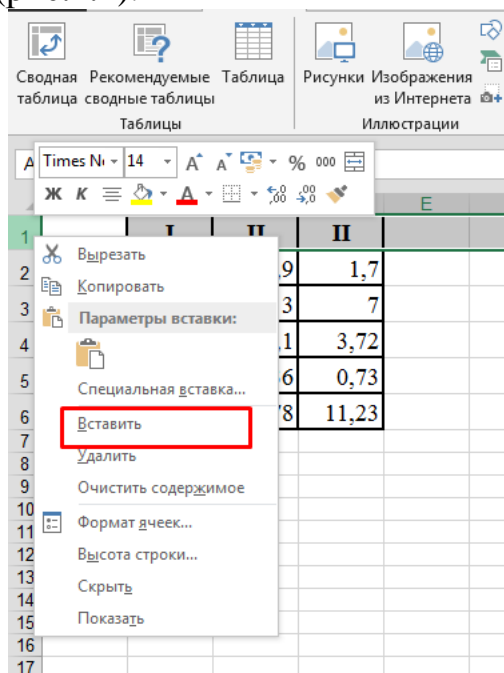 Сводная Рекомендуемые Таблица Рисунки Изображения
таблица сводные таблицы из Интернета
Таблицы Иллюстрации
14 А А % 000
Ж К А ,00
E
1 I II II
2 ,9 1,7
3 3 7
4 ,1 3,72
5 6 0,73
6 8 11,23
7
8
9
10
11
12
13
14
15
16
17
Вырезать
Копировать
Параметры вставки:
Специальная вставка...
Вставить
Удалить
Очистить содержимое
Формат ячеек...
Высота строки...
Скрыть
Показать